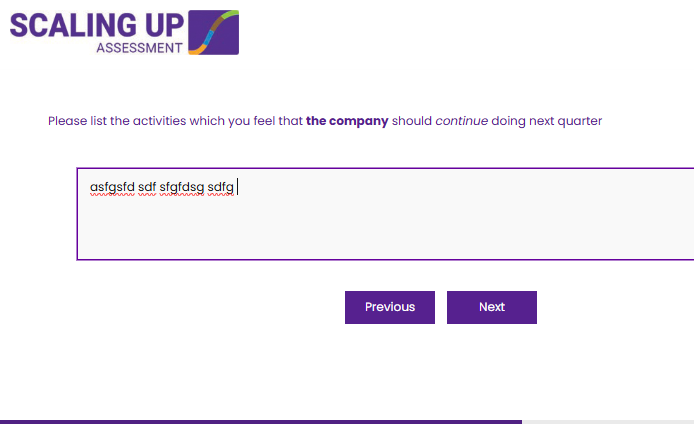 SCALING UP
ASSESSMENT
Please list the activities which you feel that the company should continue doing next quarter
asfgsfd sdf sfgfdsg sdfg
Previous
Next